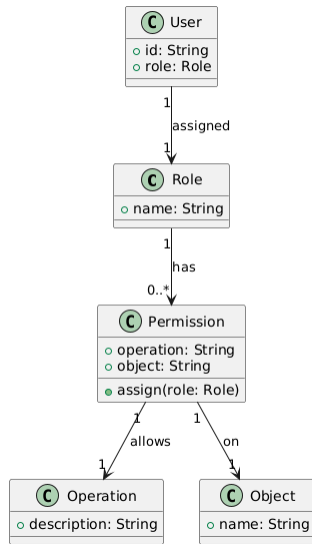 C User
id: String
role: Role
1
assigned
1
C Role
name: String
1
has
0..*
C Permission
operation: String
object: String
assign(role: Role)
1 1
allows on
1 1
C Operation C Object
description: String name: String